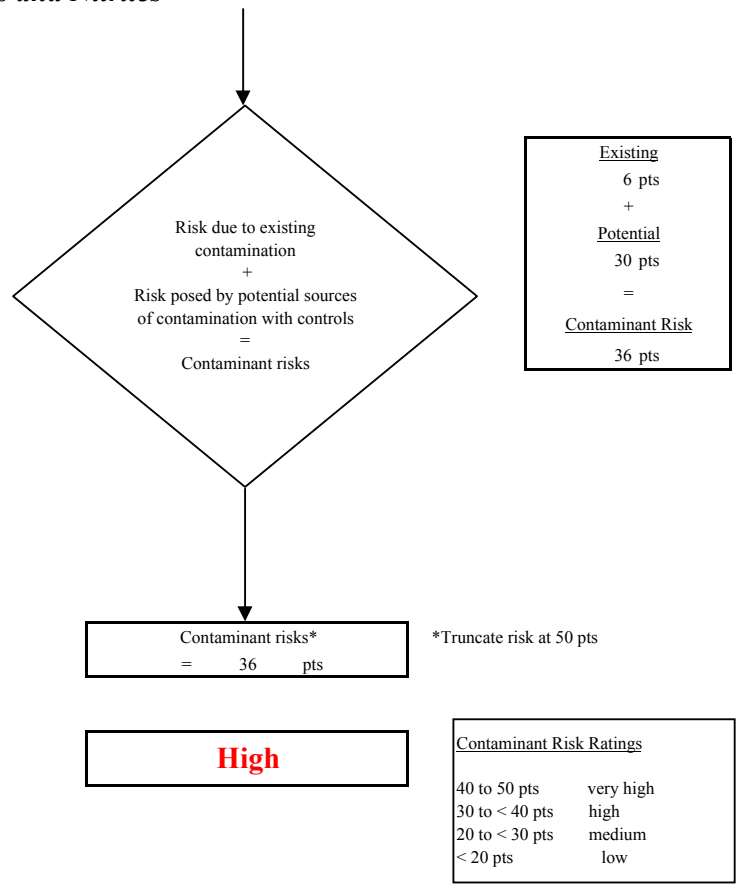 Risk due to existing
contamination
+
Risk posed by potential sources
of contamination with controls
=
Contaminant risks
Existing
6 pts
+
Potential
30 pts
=
Contaminant Risk
36 pts
Contaminant risks*
= 36 pts
*Truncate risk at 50 pts
High
Contaminant Risk Ratings
40 to 50 pts very high
30 to < 40 pts high
20 to < 30 pts medium
< 20 pts low